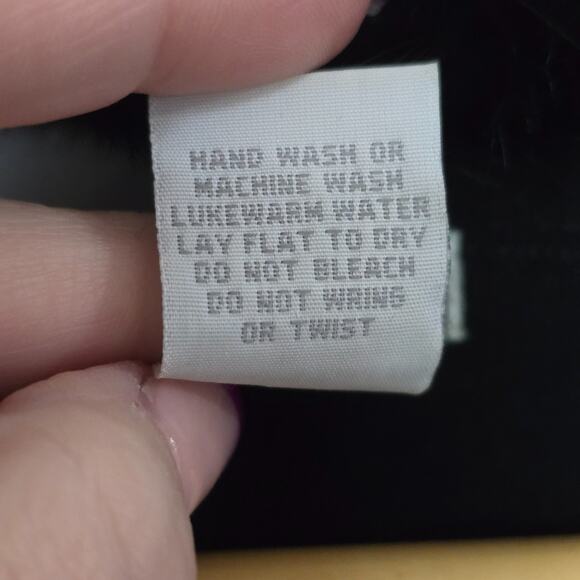 HAND WASH OR
MACHINE WASH
LUKEWARM WATER
LAY FLAT TO DRY
DO NOT BLEACH
DO NOT WRING
OR TWIST